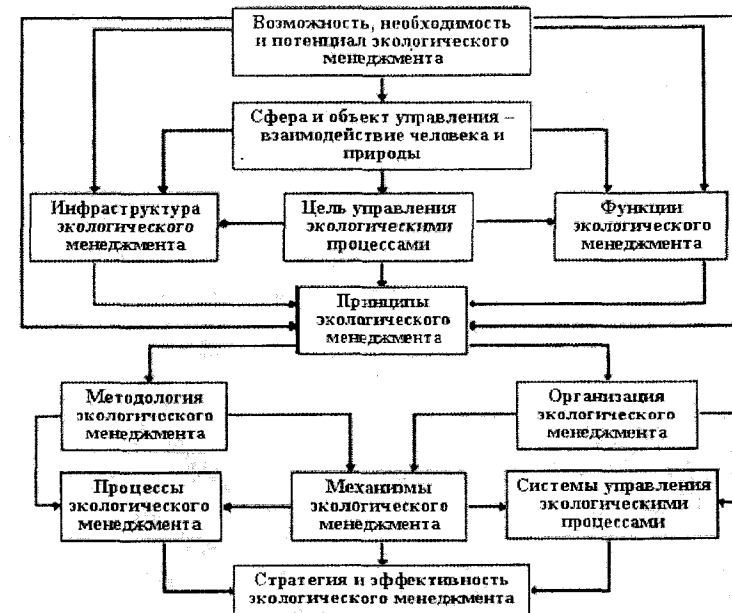 Возможность, необходимость
и потенциал экологического
менеджмента
Сфера и объект управления –
взаимодействие человека и
природы
Инфраструктура
экологического
менеджмента
Цель управления
экологическими
процессами
Функции
экологического
менеджмента
Принципы
экологического
менеджмента
Методология
экологического
менеджмента
Организация
экологического
менеджмента
Процессы
экологического
менеджмента
Механизмы
экологического
менеджмента
Системы управления
экологическими
процессами
Стратегия и эффективность
экологического менеджмента